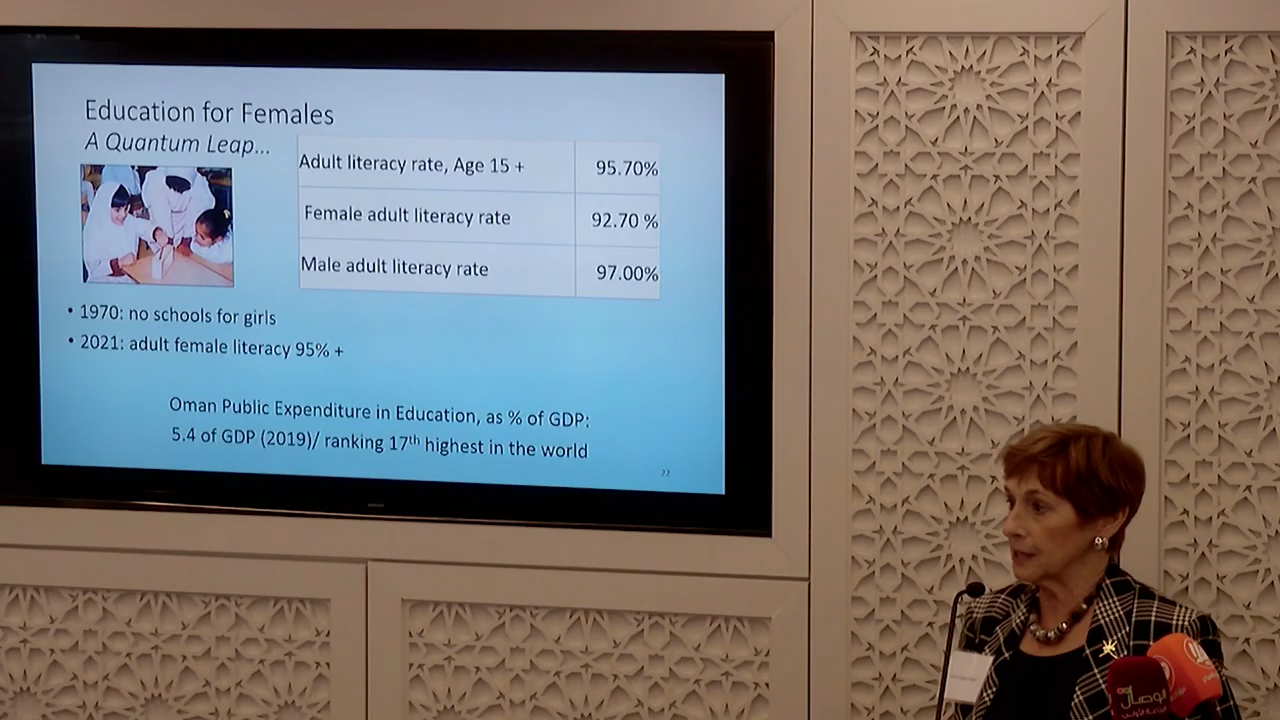 Education for Females
A Quantum Leap...
Adult literacy rate, Age 15 + 95.70%
Female adult literacy rate 92.70 %
Male adult literacy rate 97.00%
• 1970: no schools for girls
• 2021: adult female literacy 95% +
Oman Public Expenditure in Education, as % of GDP:
5.4 of GDP (2019)/ ranking 17th highest in the world
22
الوصال